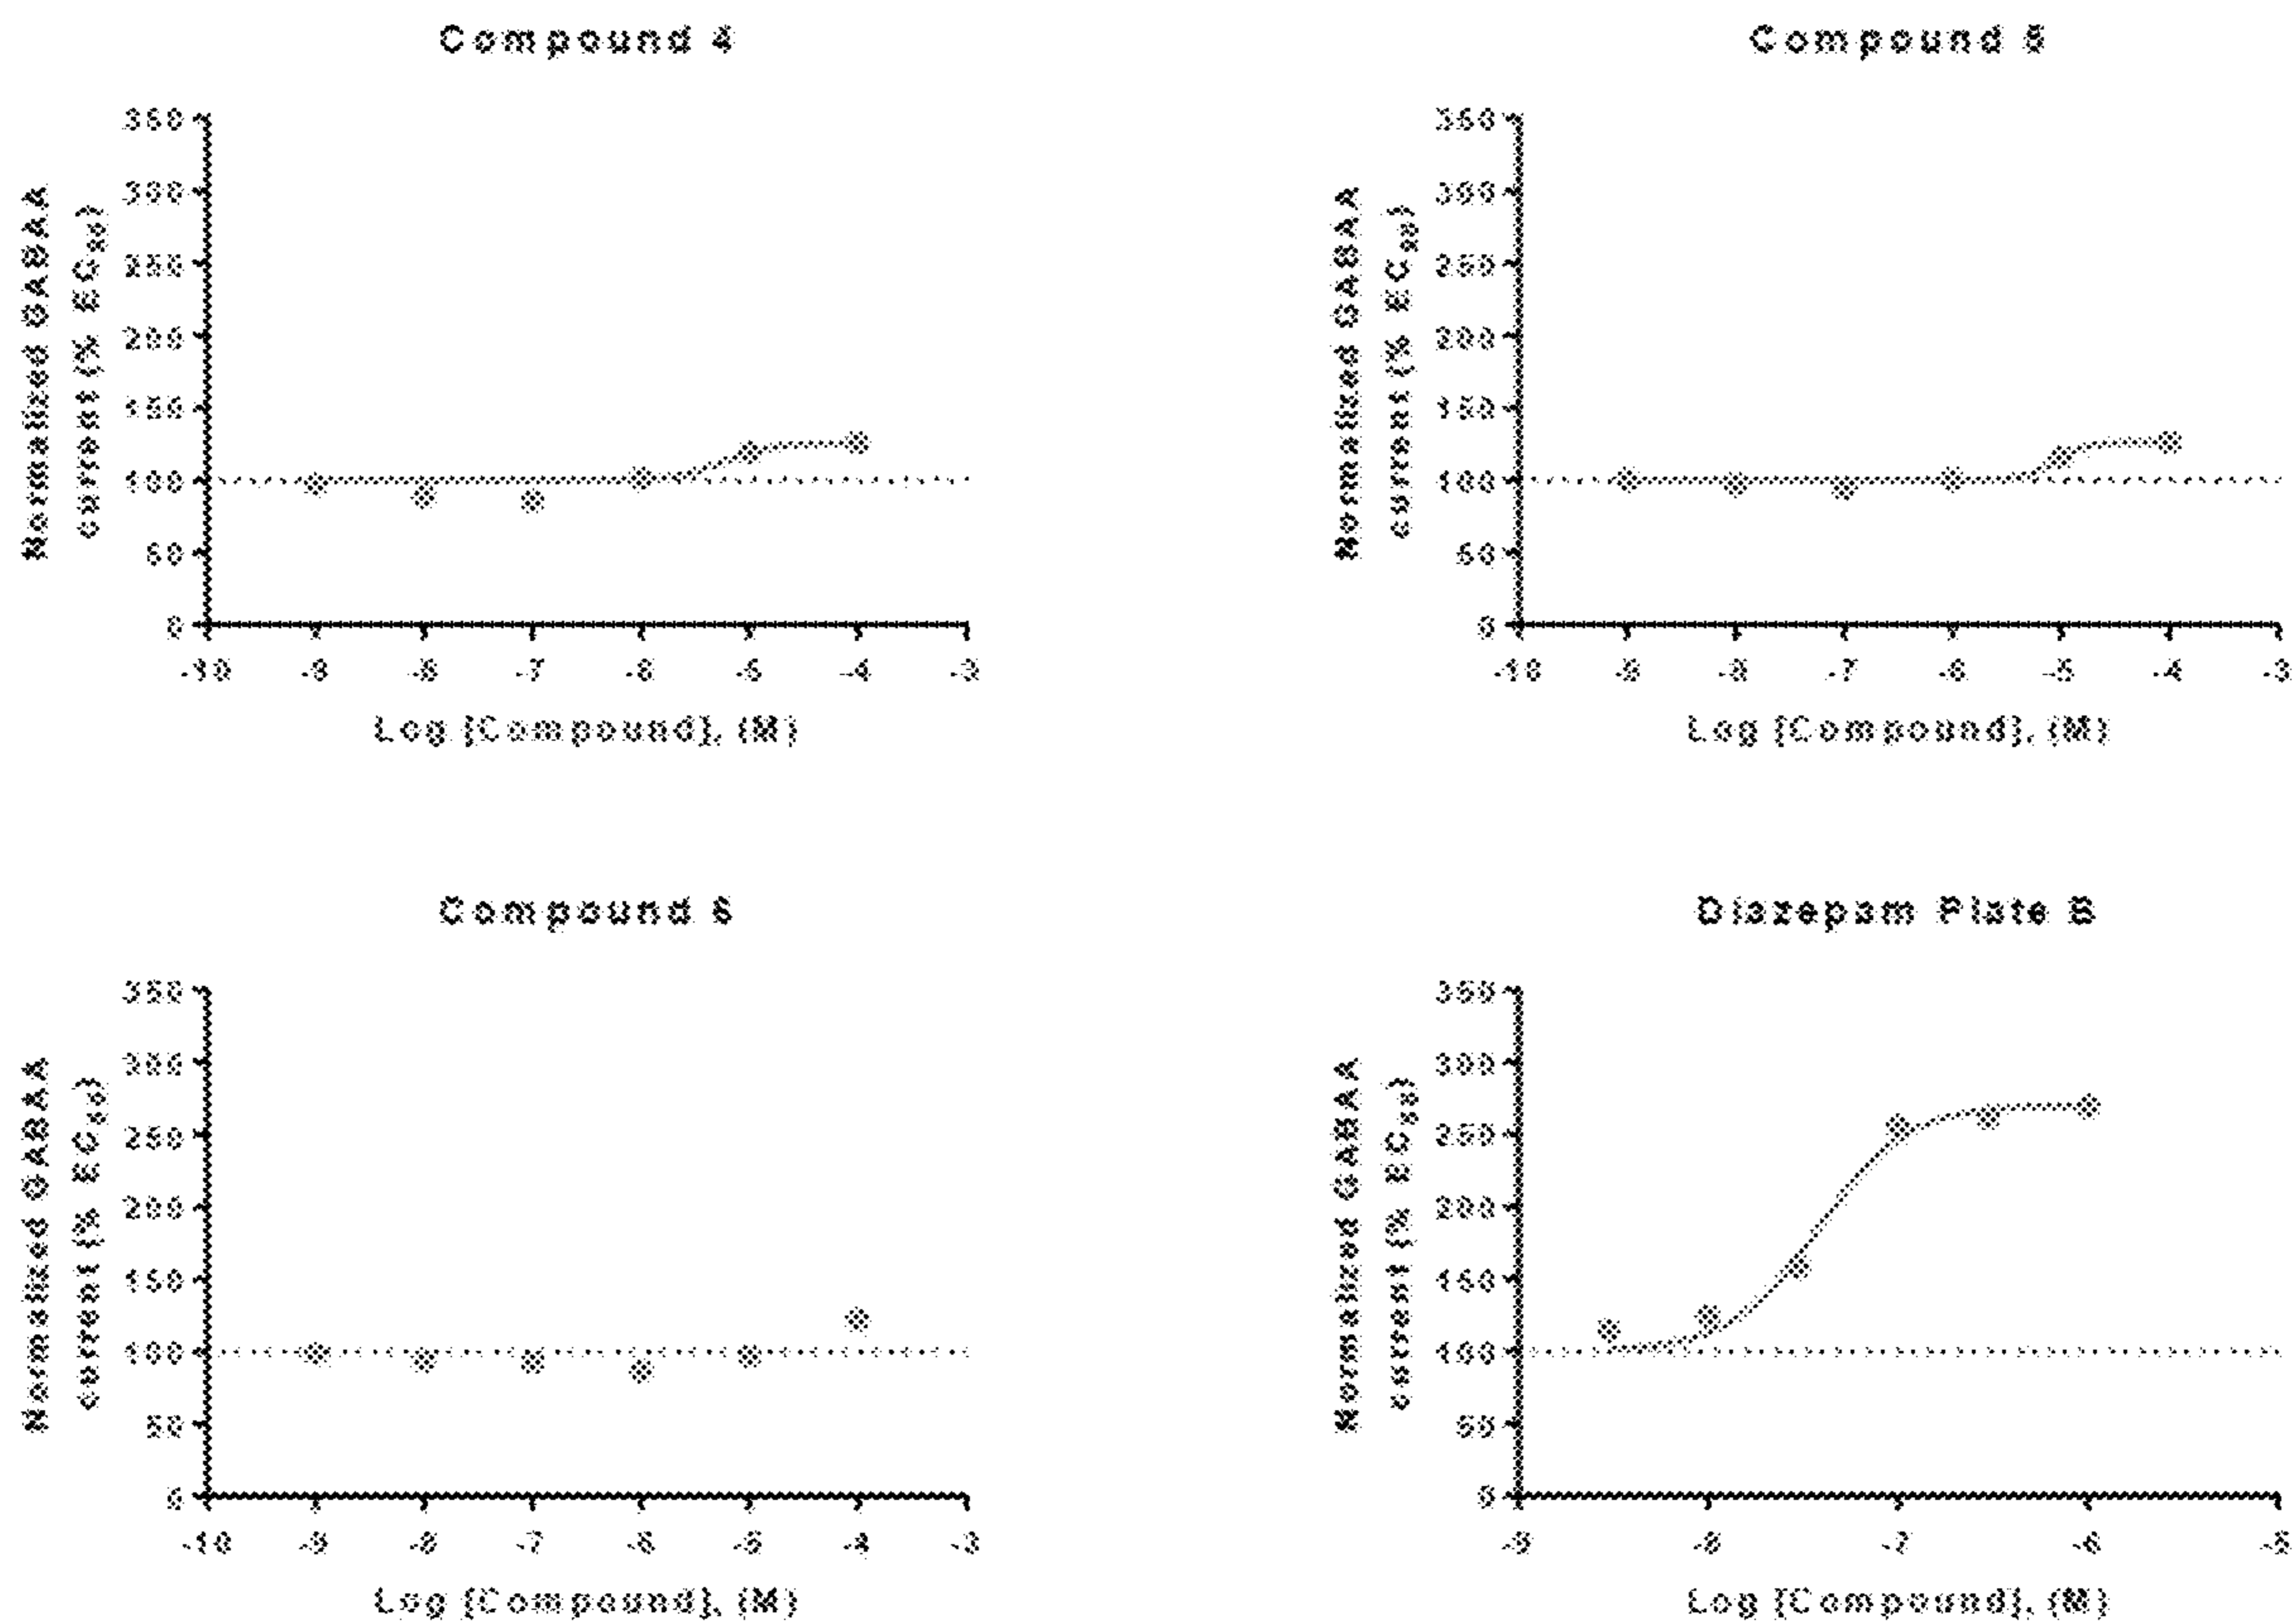 Compound 4
350
300
250
200
150
100
50
0
Normalized GABAA
current (% EC20)
-10 -9 -8 -7 -6 -5 -4 -3
Log [Compound], (M)
Compound 5
350
300
250
200
150
100
50
0
Normalized GABAA
current (% EC20)
-10 -9 -8 -7 -6 -5 -4 -3
Log [Compound], (M)
Compound 6
350
300
250
200
150
100
50
0
Normalized GABAA
current (% EC20)
-10 -9 -8 -7 -6 -5 -4 -3
Log [Compound], (M)
Diazepam Plate B
350
300
250
200
150
100
50
0
Normalized GABAA
current (% EC20)
-9 -8 -7 -6 -5
Log [Compound], (M)